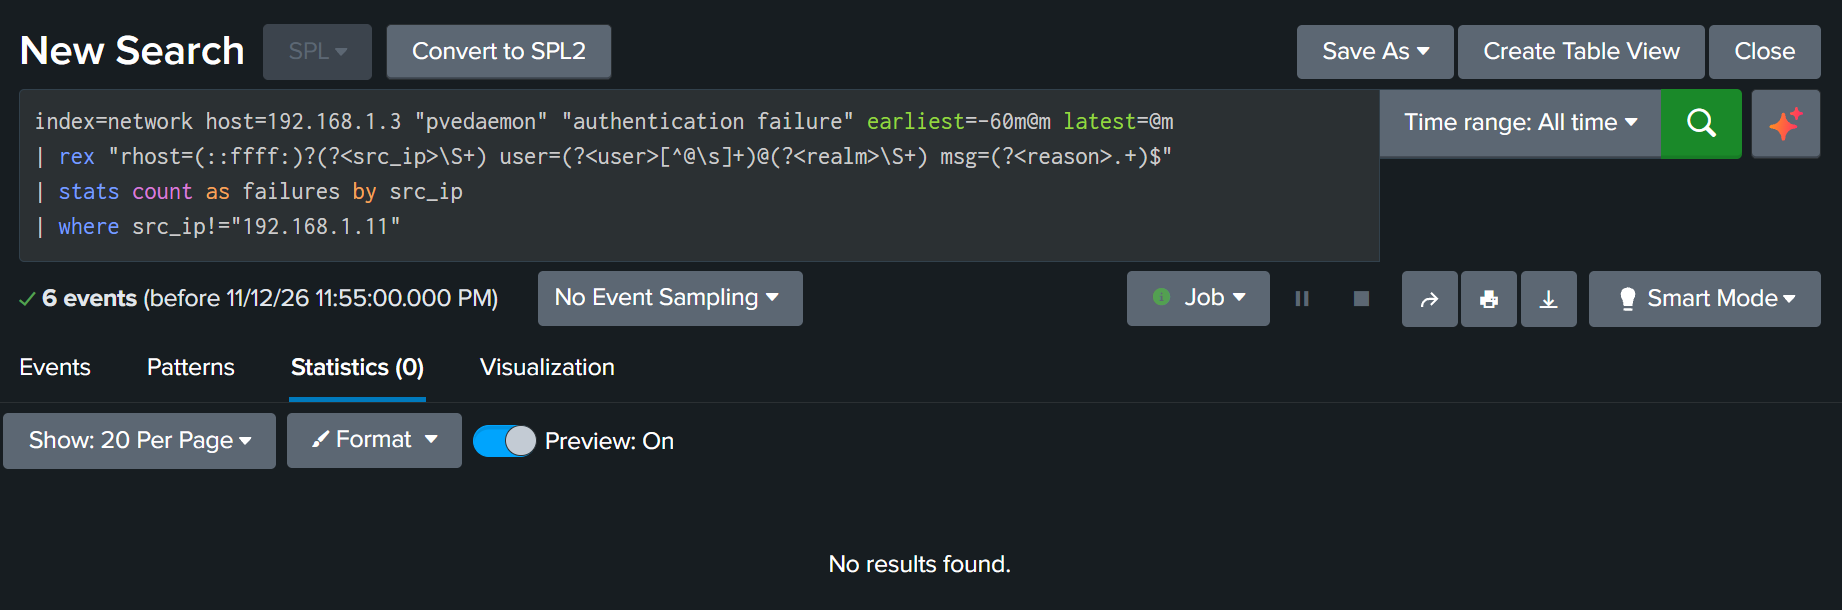 New Search SPL Convert to SPL2 Save As Create Table View Close
index=network host=192.168.1.3 "pvedaemon" "authentication failure" earliest=-60m@m latest=@m
| rex "rhost=(::ffff:)?(?<src_ip>\S+) user=(?<user>[^@\s]+)@(?<realm>\S+) msg=(?<reason>.+)$"
| stats count as failures by src_ip
| where src_ip!="192.168.1.11"
Time range: All time
6 events (before 11/12/26 11:55:00.000 PM) No Event Sampling Job Smart Mode
Events Patterns Statistics (0) Visualization
Show: 20 Per Page Format Preview: On
No results found.